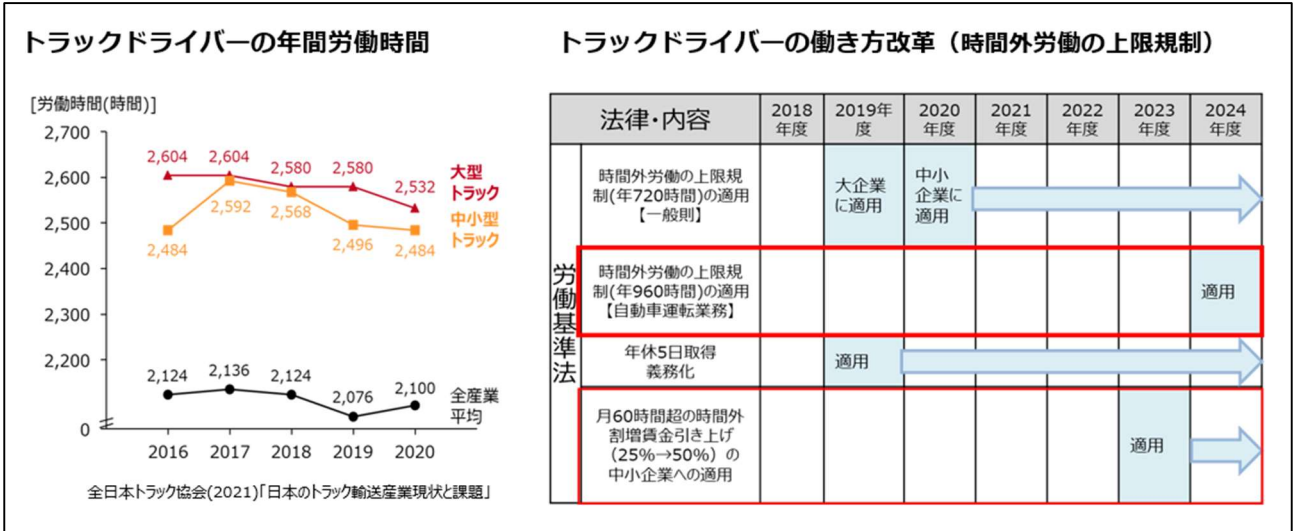 トラックドライバーの年間労働時間
[労働時間(時間)]
2,700
2,600
2,500
2,400
2,300
2,200
0
2,604
2,604
2,580
2,580
2,532
大型
トラック
2,484
2,592
2,568
2,496
2,484
中小型
トラック
2,124
2,136
2,124
2,076
2,100
全産業
平均
2016
2017
2018
2019
2020
全日本トラック協会(2021)「日本のトラック輸送産業現状と課題」
トラックドライバーの働き方改革（時間外労働の上限規制）
法律・内容
2018
年度
2019年
度
2020
年度
2021
年度
2022
年度
2023
年度
2024
年度
労働基準法
時間外労働の上限規
制(年720時間)の適用
【一般則】
大企業
に適用
中小
企業に
適用
時間外労働の上限規
制(年960時間)の適用
【自動車運転業務】
適用
年休5日取得
義務化
適用
月60時間超の時間外
割増賃金引き上げ
（25%→50%）の
中小企業への適用
適用